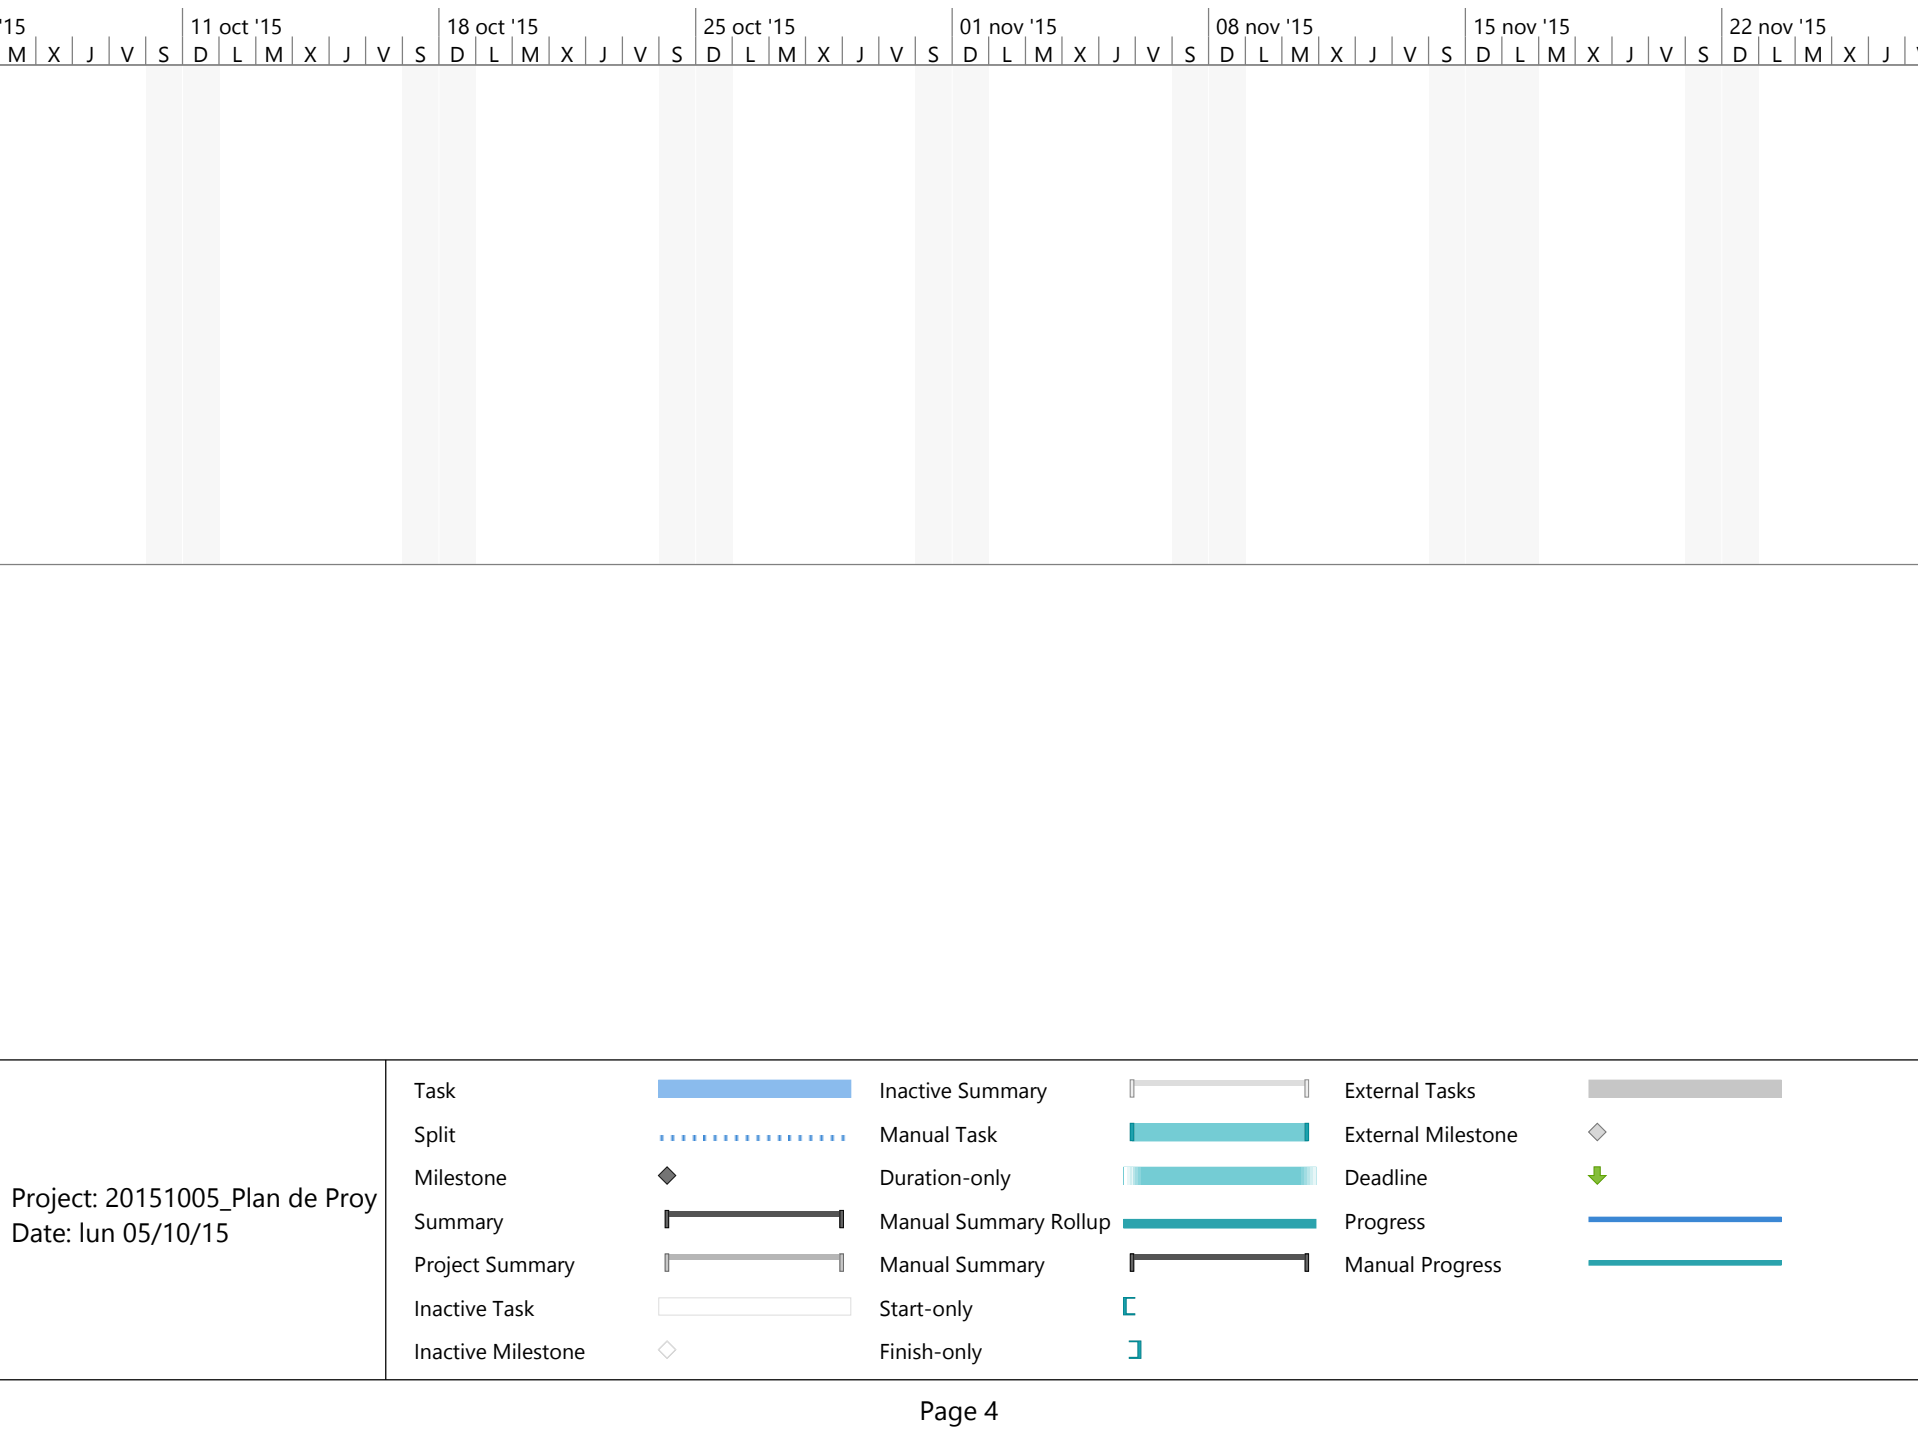 '15 11 oct '15 18 oct '15 25 oct '15 01 nov '15 08 nov '15 15 nov '15 22 nov '15
M X J V S D L M X J V S D L M X J V S D L M X J V S D L M X J V S D L M X J V S D L M X J V S D L M X J
Task
Split
Milestone
Summary
Project Summary
Inactive Task
Inactive Milestone
Inactive Summary
Manual Task
Duration-only
Manual Summary Rollup
Manual Summary
Start-only
Finish-only
External Tasks
External Milestone
Deadline
Progress
Manual Progress
Project: 20151005_Plan de Proy
Date: lun 05/10/15
Page 4